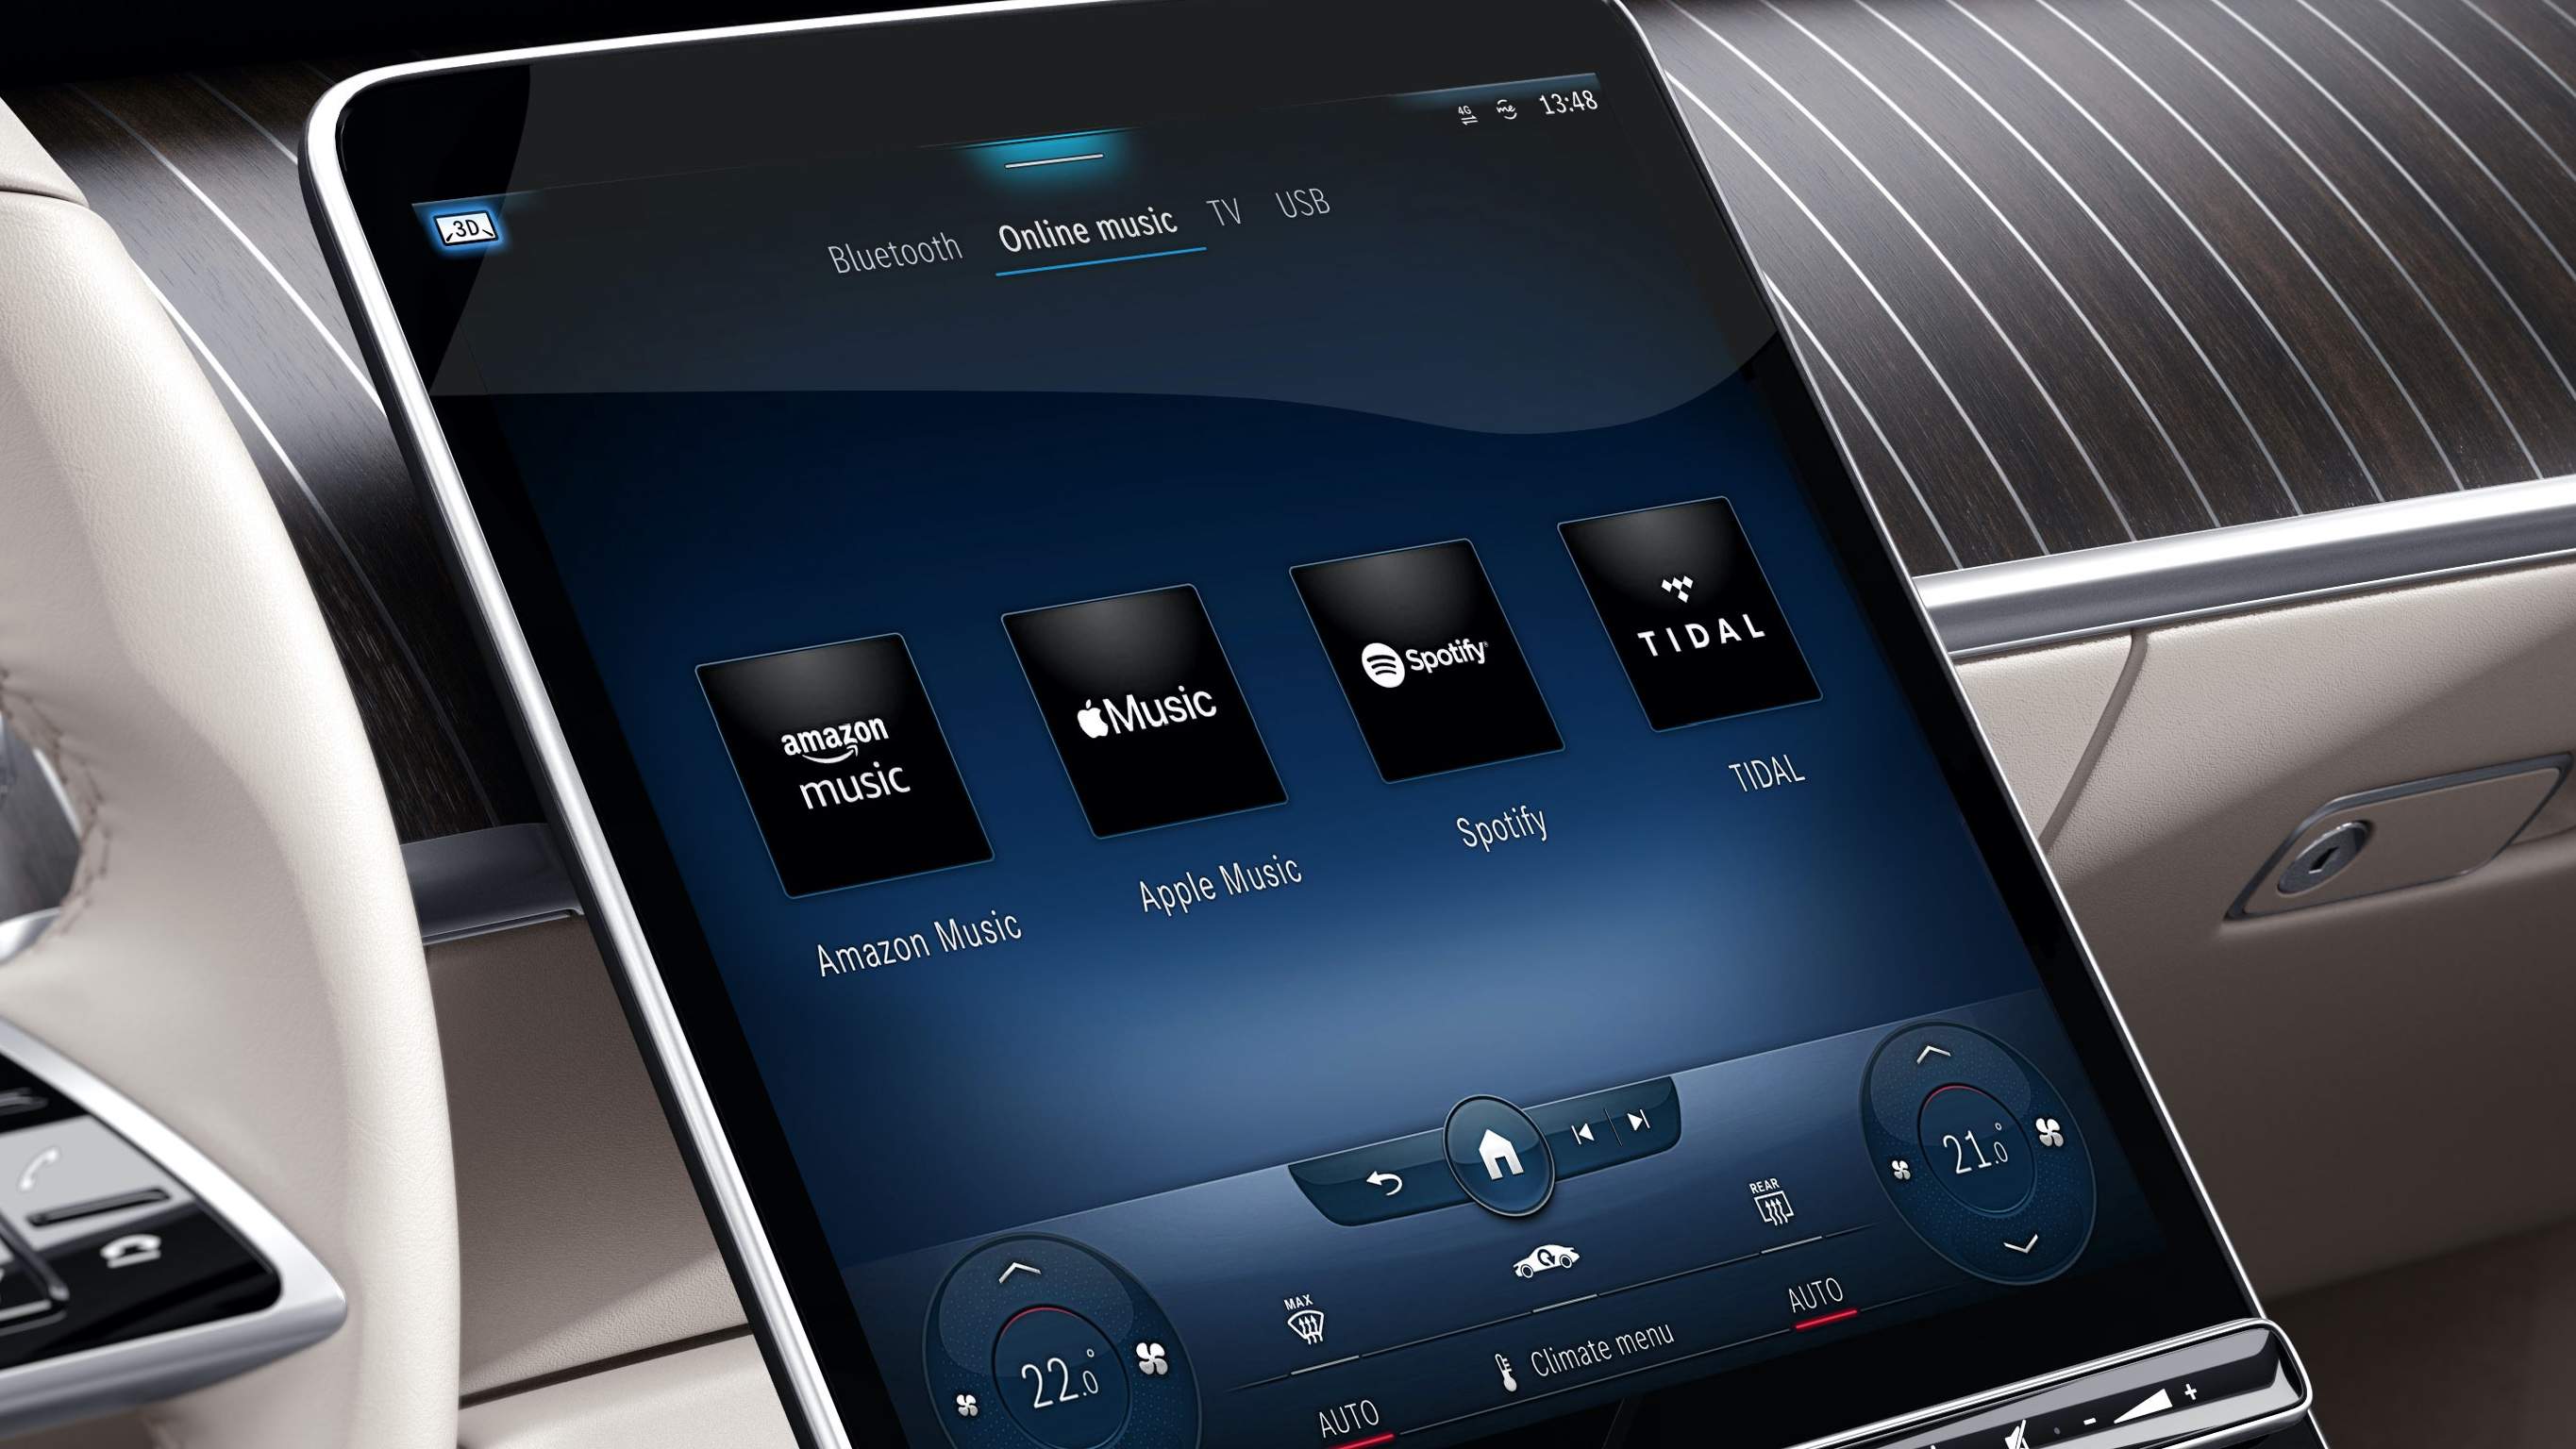 4G me 13:48
3D
Bluetooth Online music TV USB
amazon
music
Music
Spotify
TIDAL
Amazon Music
Apple Music
Spotify
TIDAL
REAR
21.0°
MAX
22.0°
AUTO
Climate menu
AUTO
- +